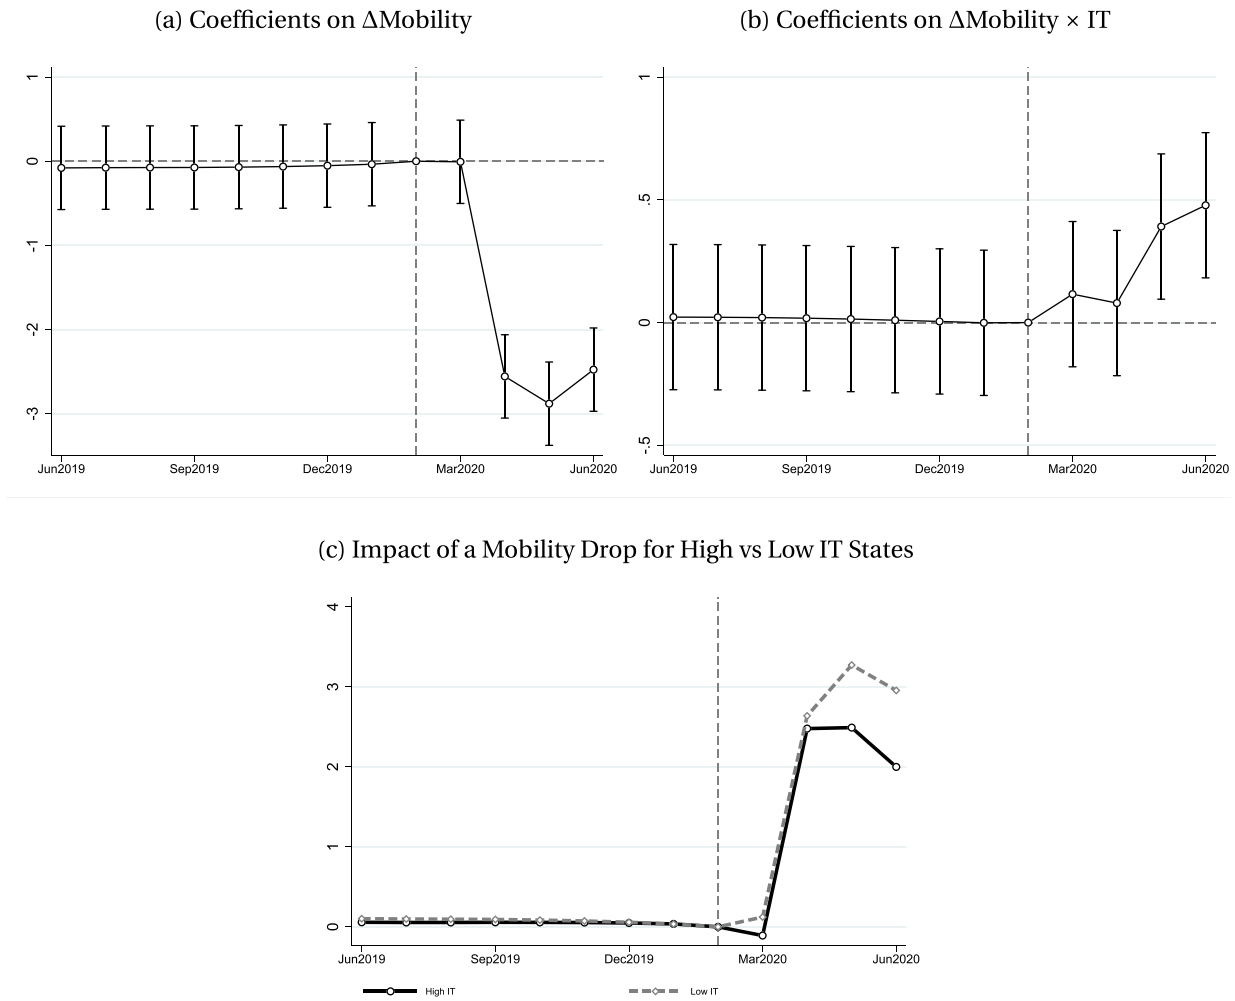 (a) Coefficients on ΔMobility
1
0
-1
-2
-3
Jun2019
Sep2019
Dec2019
Mar2020
Jun2020
(b) Coefficients on ΔMobility × IT
1
.5
0
-.5
Jun2019
Sep2019
Dec2019
Mar2020
Jun2020
(c) Impact of a Mobility Drop for High vs Low IT States
4
3
2
1
0
Jun2019
Sep2019
Dec2019
Mar2020
Jun2020
High IT
Low IT